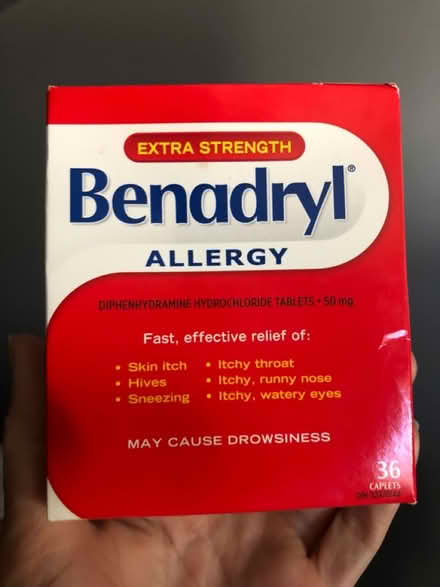 EXTRA STRENGTH
Benadryl®
ALLERGY
DIPHENHYDRAMINE HYDROCHLORIDE TABLETS • 50 mg
Fast, effective relief of:
• Skin itch • Itchy throat
• Hives • Itchy, runny nose
• Sneezing • Itchy, watery eyes
MAY CAUSE DROWSINESS
36
CAPLETS